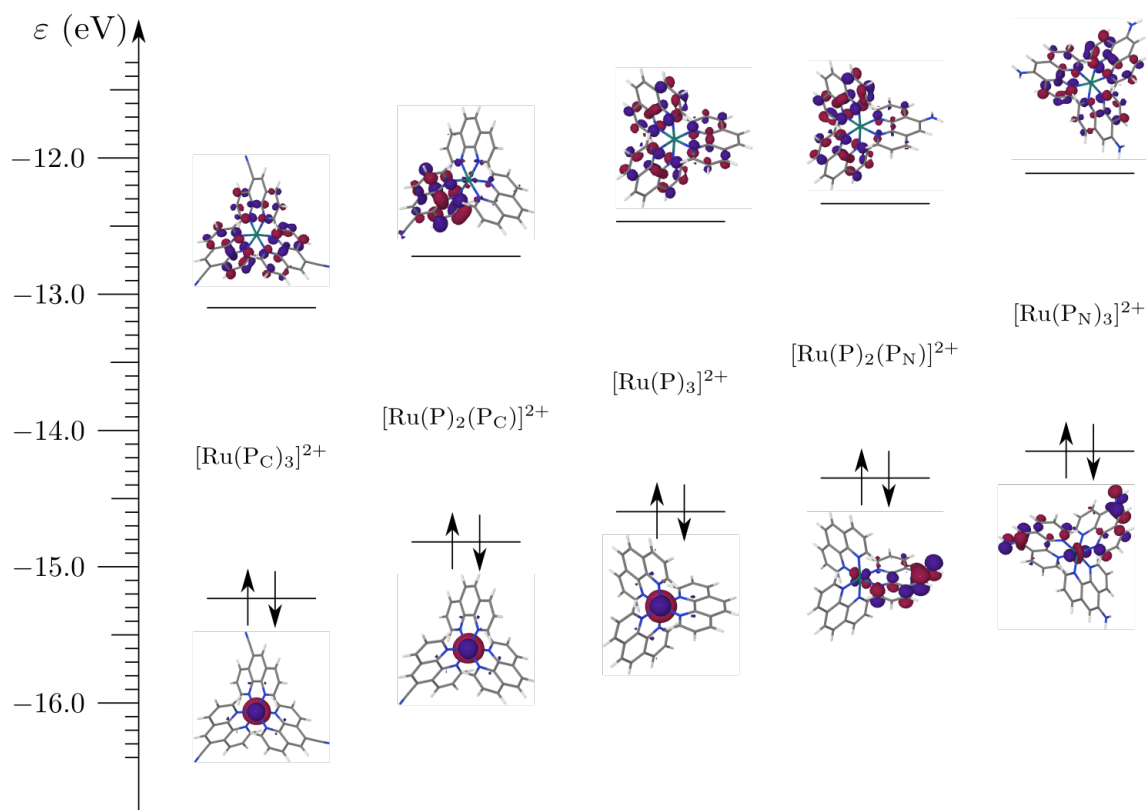 ε (eV)
−12.0
−13.0
[Ru(P_N)_3]^{2+}
[Ru(P)_2(P_N)]^{2+}
[Ru(P)_3]^{2+}
−14.0
[Ru(P)_2(P_C)]^{2+}
[Ru(P_C)_3]^{2+}
−15.0
−16.0